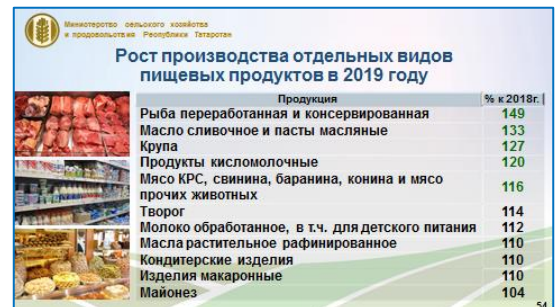 Министерство сельского хозяйства
и продовольствия Республики Татарстан
Рост производства отдельных видов
пищевых продуктов в 2019 году
Продукция % к 2018г.
Рыба переработанная и консервированная 149
Масло сливочное и пасты масляные 133
Крупа 127
Продукты кисломолочные 120
Мясо КРС, свинина, баранина, конина и мясо
прочих животных 116
Творог 114
Молоко обработанное, в т.ч. для детского питания 112
Масла растительное рафинированное 110
Кондитерские изделия 110
Изделия макаронные 110
Майонез 104
54